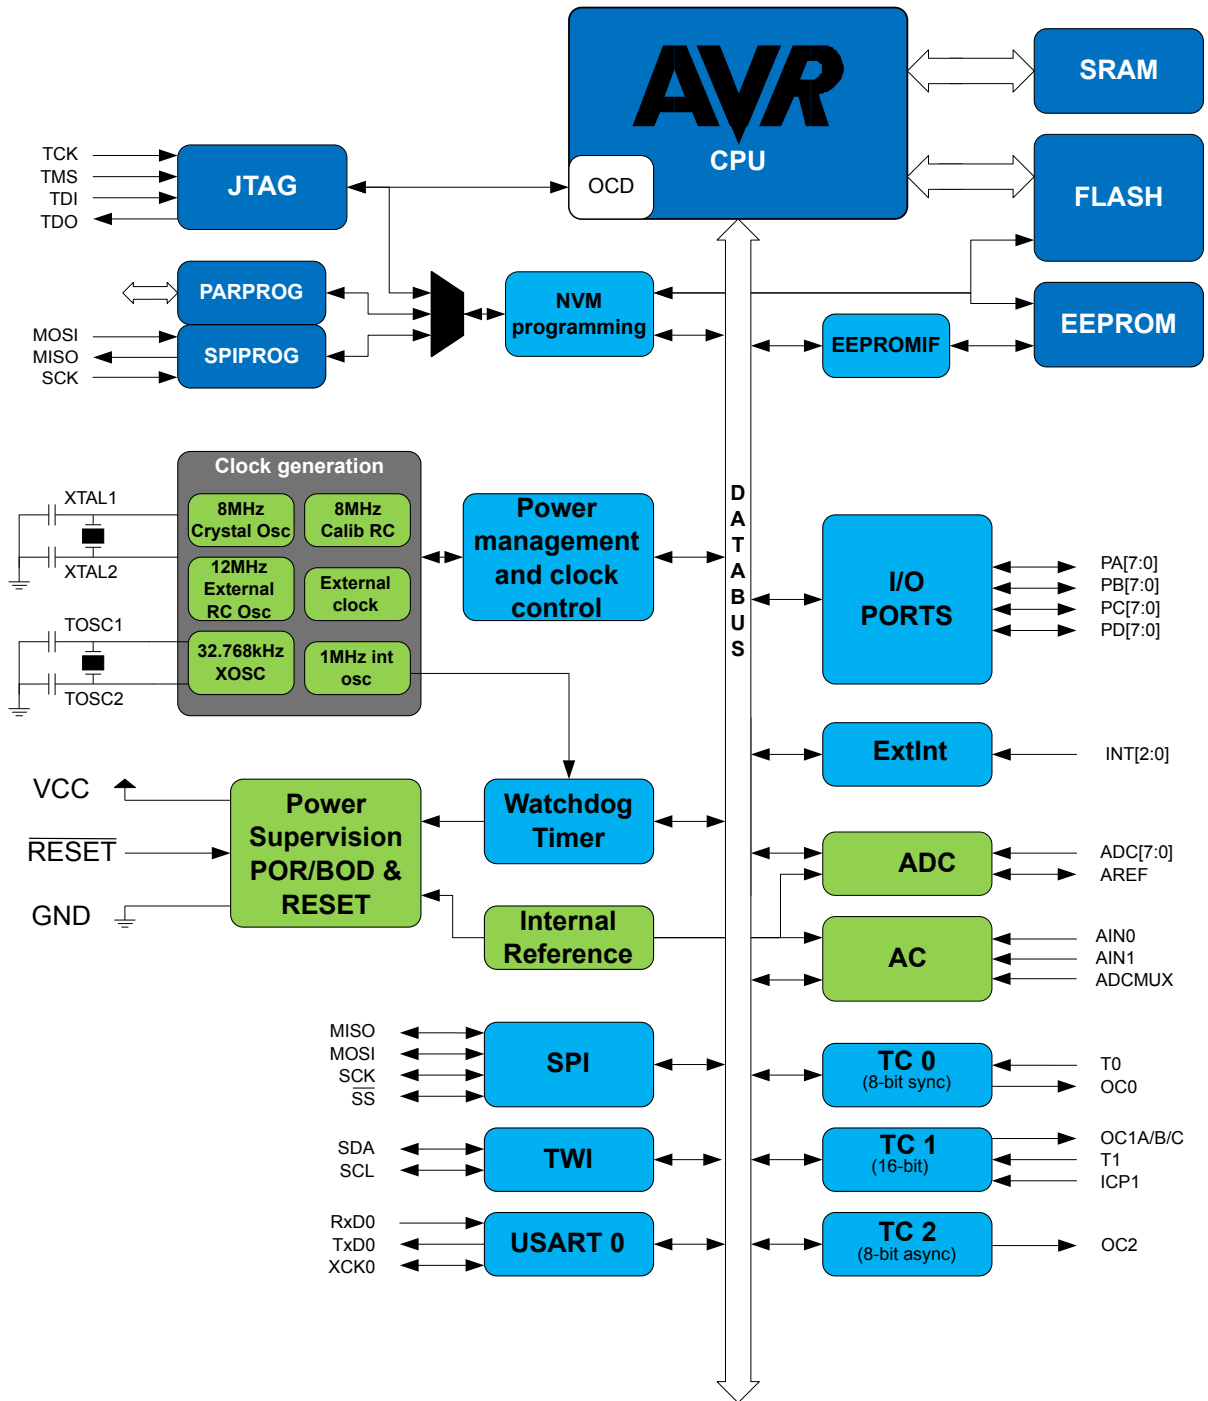 AVR
CPU
OCD
SRAM
FLASH
EEPROM
TCK
TMS
TDI
TDO
JTAG
PARPROG
MOSI
MISO
SCK
SPIPROG
NVM
programming
EEPROMIF
Clock generation
8MHz
Crystal Osc
8MHz
Calib RC
12MHz
External
RC Osc
External
clock
32.768kHz
XOSC
1MHz int
osc
XTAL1
XTAL2
TOSC1
TOSC2
Power
management
and clock
control
DATABUS
I/O
PORTS
PA[7:0]
PB[7:0]
PC[7:0]
PD[7:0]
ExtInt
INT[2:0]
VCC
RESET
GND
Power
Supervision
POR/BOD &
RESET
Watchdog
Timer
Internal
Reference
ADC
ADC[7:0]
AREF
AC
AIN0
AIN1
ADCMUX
MISO
MOSI
SCK
SS
SPI
TC 0
(8-bit sync)
T0
OC0
SDA
SCL
TWI
TC 1
(16-bit)
OC1A/B/C
T1
ICP1
RxD0
TxD0
XCK0
USART 0
TC 2
(8-bit async)
OC2